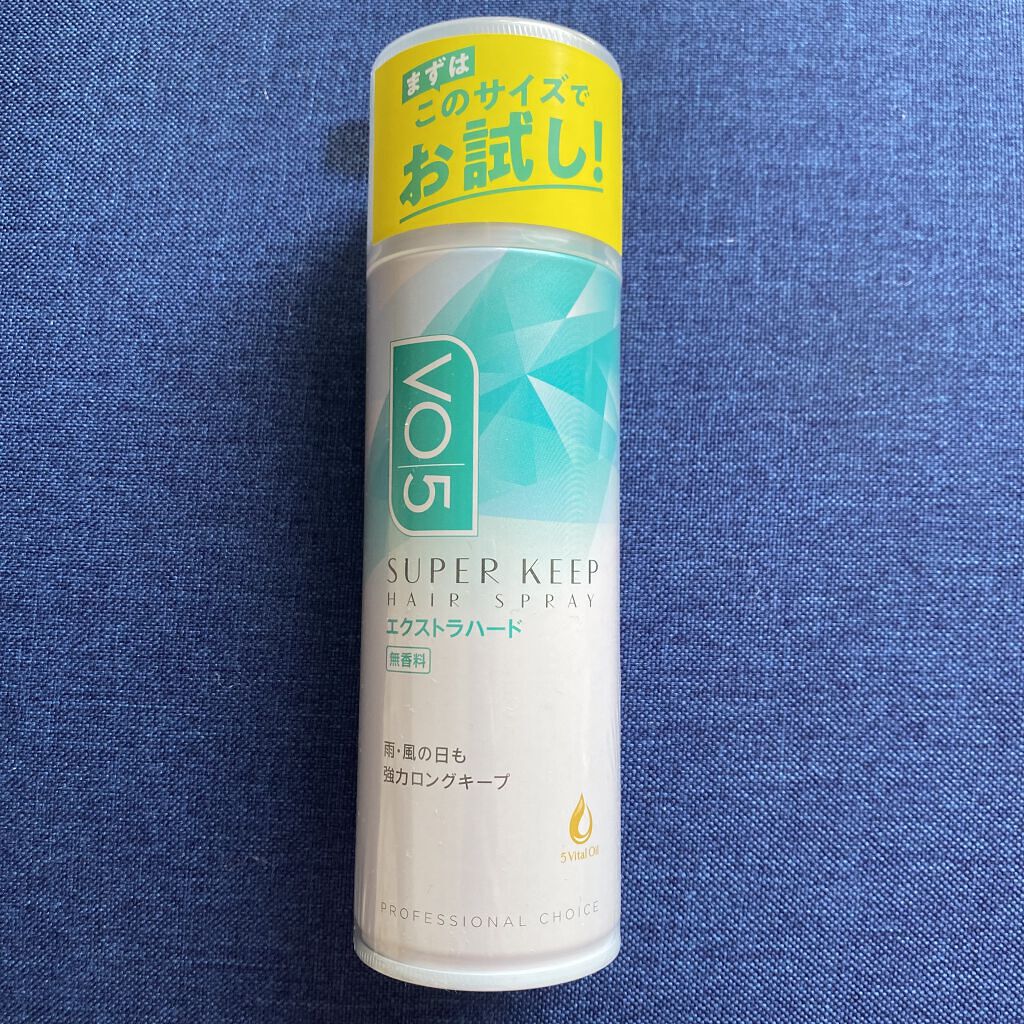 まずは
このサイズで
お試し!
VO5
SUPER KEEP
HAIR SPRAY
エクストラハード
無香料
雨・風の日も
強力ロングキープ
5 Vital Oil
PROFESSIONAL CHOICE